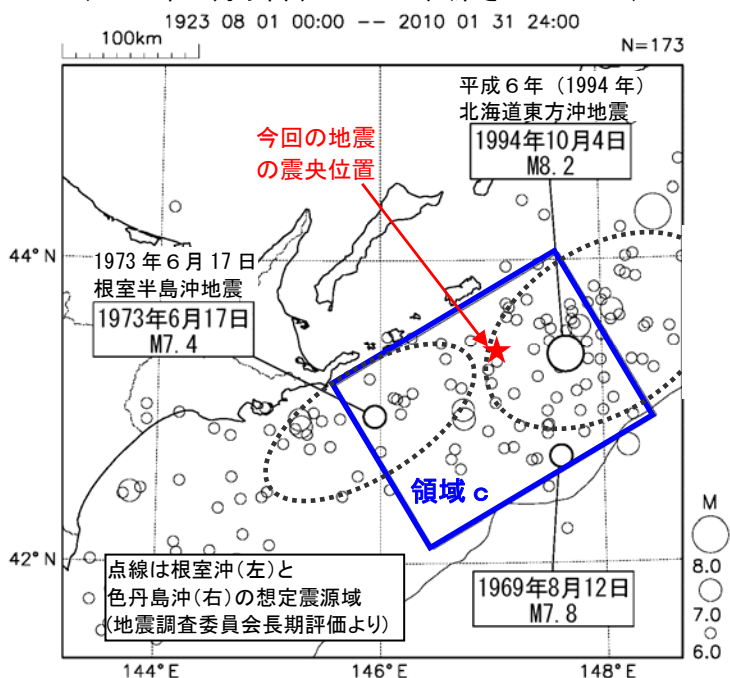 1923 08 01 00:00 -- 2010 01 31 24:00
100km
N=173
平成６年（1994 年）
北海道東方沖地震
1994年10月4日
M8.2
今回の地震
の震央位置
44°N
1973 年 6 月 17 日
根室半島沖地震
1973年6月17日
M7.4
領域 c
42°N
点線は根室沖(左)と
色丹島沖(右)の想定震源域
(地震調査委員会長期評価より)
1969年8月12日
M7.8
M
8.0
7.0
6.0
144°E
146°E
148°E